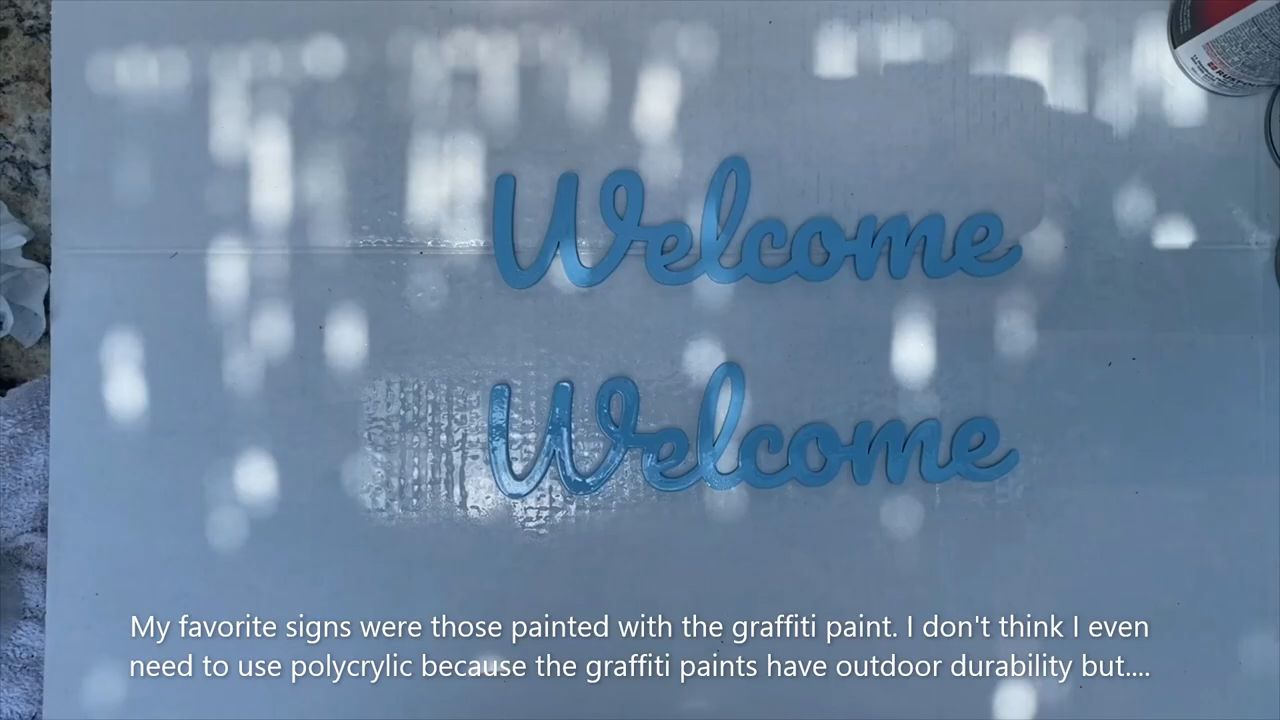 Welcome
Welcome
My favorite signs were those painted with the graffiti paint. I don't think I even
need to use polycrylic because the graffiti paints have outdoor durability but....